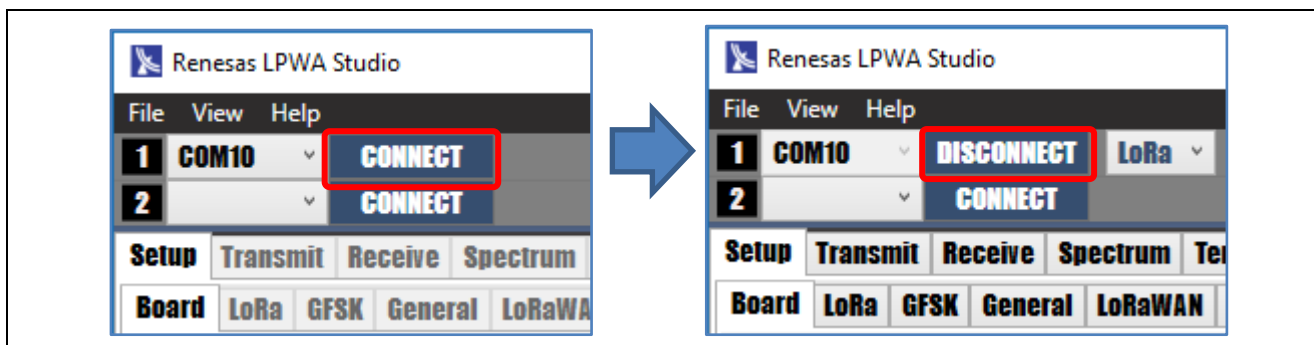 Renesas LPWA Studio
File View Help
1 COM10 CONNECT
2 CONNECT
Setup Transmit Receive Spectrum
Board LoRa GFSK General LoRaWA
Renesas LPWA Studio
File View Help
1 COM10 DISCONNECT LoRa
2 CONNECT
Setup Transmit Receive Spectrum Te
Board LoRa GFSK General LoRaWAN